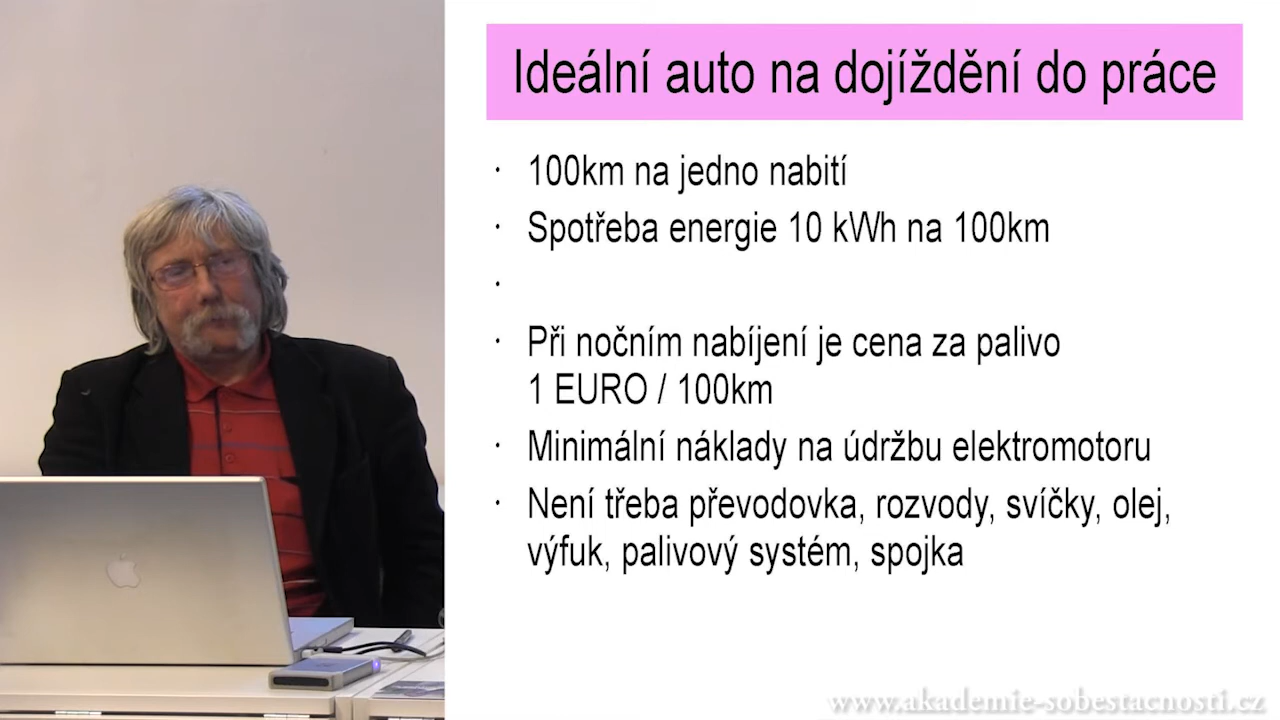 Ideální auto na dojíždění do práce
· 100km na jedno nabití
· Spotřeba energie 10 kWh na 100km
·
· Při nočním nabíjení je cena za palivo
1 EURO / 100km
· Minimální náklady na údržbu elektromotoru
· Není třeba převodovka, rozvody, svíčky, olej,
výfuk, palivový systém, spojka
www.akademie-sobestacnosti.cz